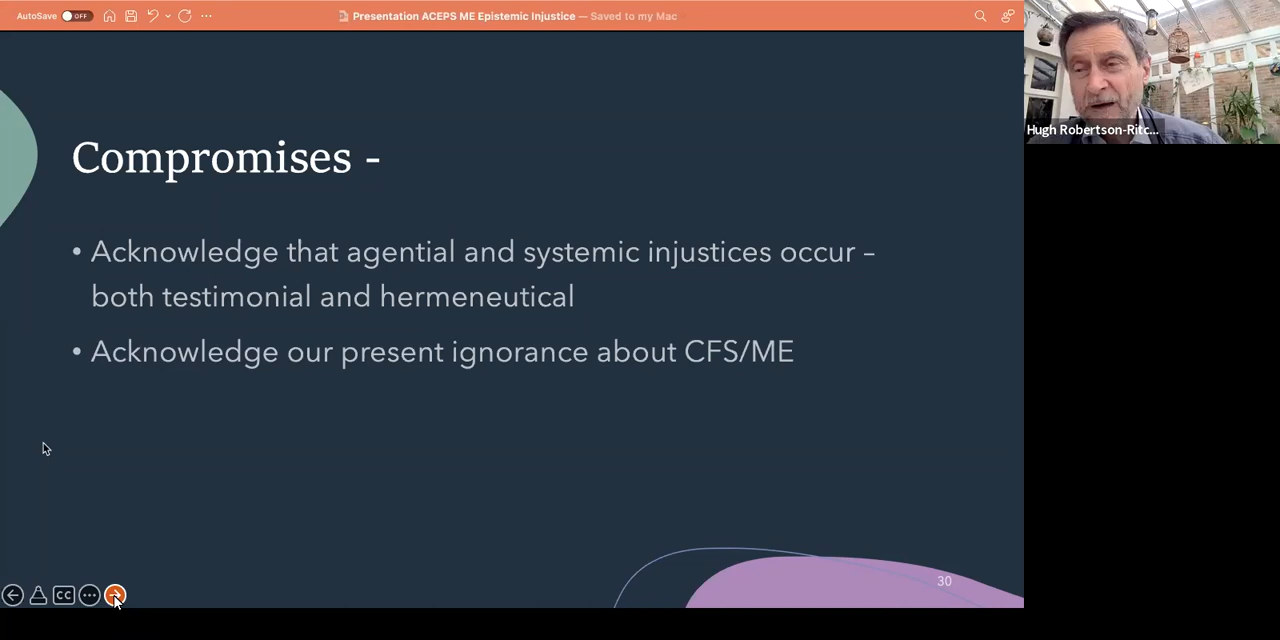 AutoSave OFF
Presentation ACEPS ME Epistemic Injustice — Saved to my Mac
Hugh Robertson-Ritc...
Compromises -
• Acknowledge that agential and systemic injustices occur –
both testimonial and hermeneutical
• Acknowledge our present ignorance about CFS/ME
30
CC